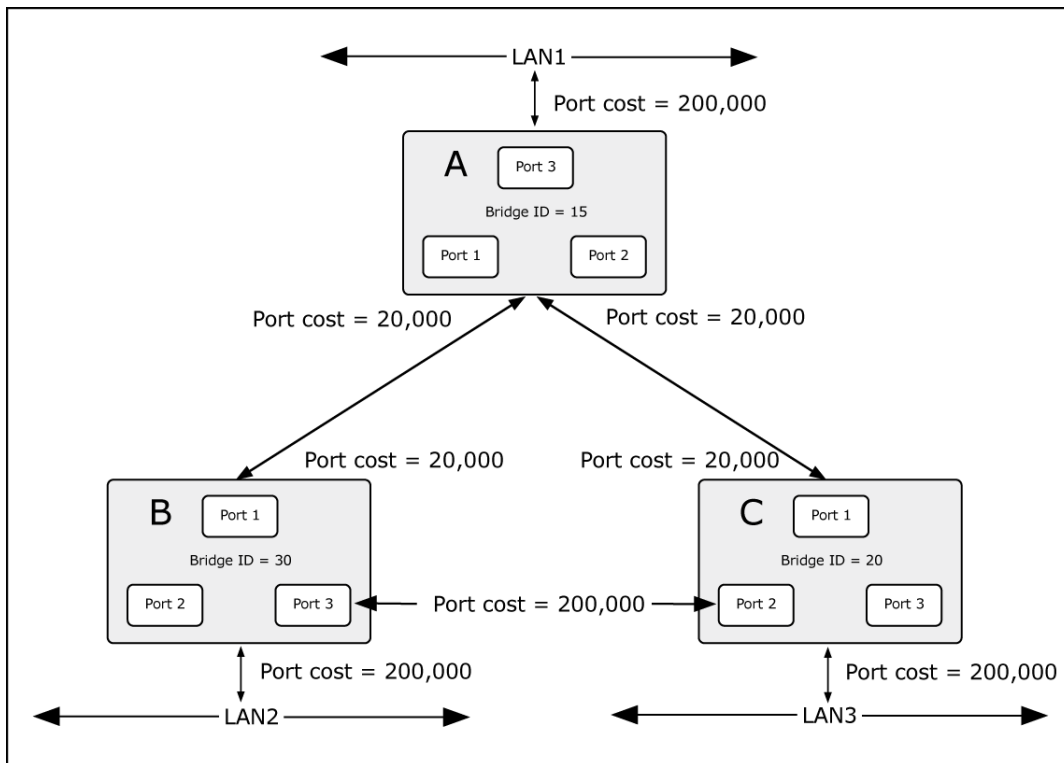 LAN1
Port cost = 200,000
A
Port 3
Bridge ID = 15
Port 1
Port 2
Port cost = 20,000
Port cost = 20,000
Port cost = 20,000
Port cost = 20,000
B
Port 1
Bridge ID = 30
Port 2
Port 3
Port cost = 200,000
C
Port 1
Bridge ID = 20
Port 2
Port 3
Port cost = 200,000
LAN2
Port cost = 200,000
LAN3